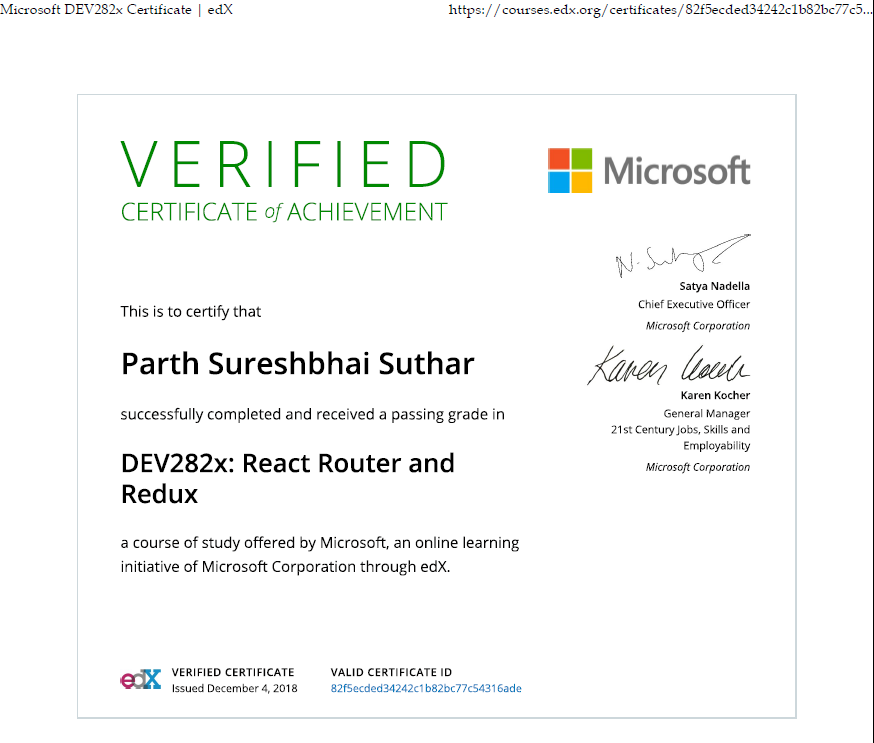 Microsoft DEV282x Certificate | edX
https://courses.edx.org/certificates/82f5ecded34242c1b82bc77c5...
VERIFIED
CERTIFICATE of ACHIEVEMENT
Microsoft
Satya Nadella
Chief Executive Officer
Microsoft Corporation
This is to certify that
Parth Sureshbhai Suthar
Karen Kocher
General Manager
21st Century Jobs, Skills and
Employability
Microsoft Corporation
successfully completed and received a passing grade in
DEV282x: React Router and
Redux
a course of study offered by Microsoft, an online learning
initiative of Microsoft Corporation through edX.
edX
VERIFIED CERTIFICATE
Issued December 4, 2018
VALID CERTIFICATE ID
82f5ecded34242c1b82bc77c54316ade